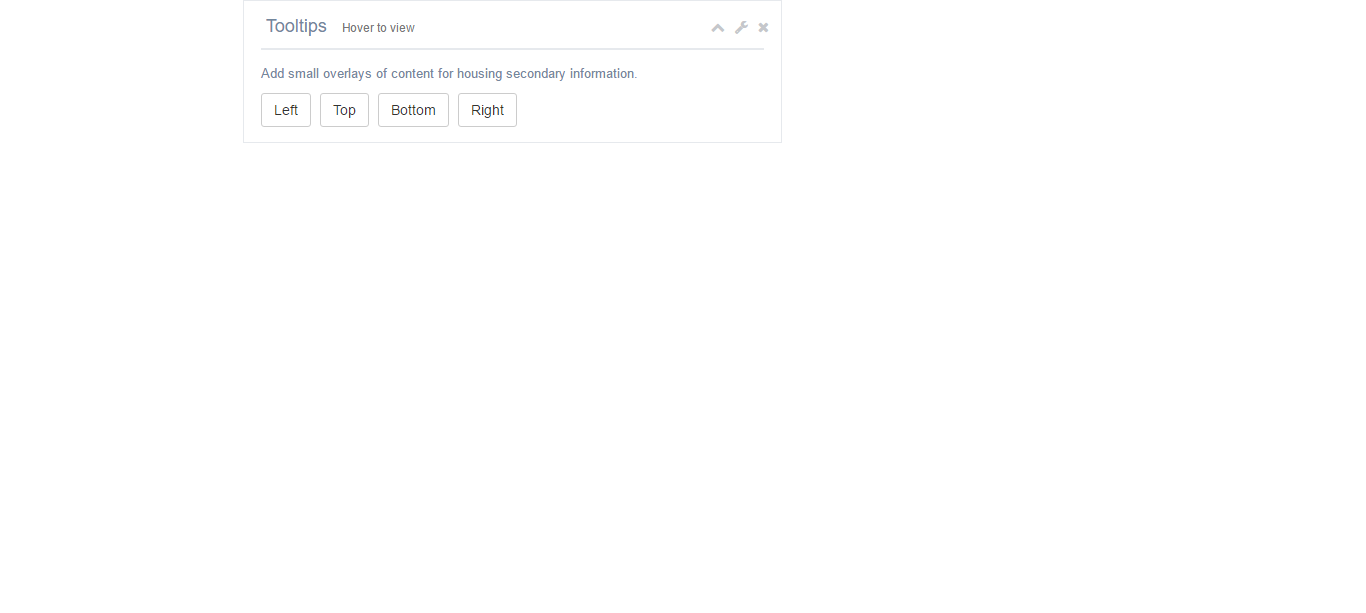 Tooltips Hover to view
Add small overlays of content for housing secondary information.
Left Top Bottom Right